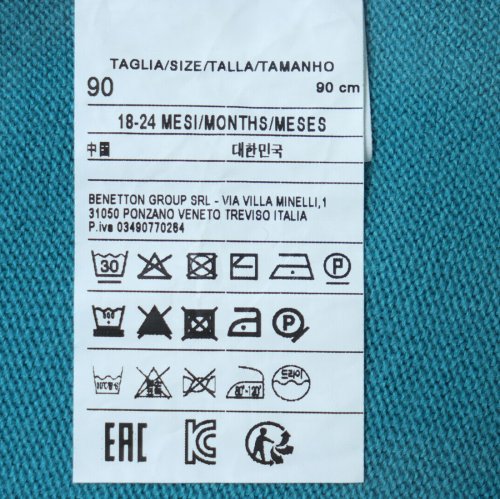 TAGLIA/SIZE/TALLA/TAMANHO
90 90 cm
18-24 MESI/MONTHS/MESES
中国 대한민국
BENETTON GROUP SRL - VIA VILLA MINELLI,1
31050 PONZANO VENETO TREVISO ITALIA
P.iva 03490770264
30 P
P
드라이
EAC KC